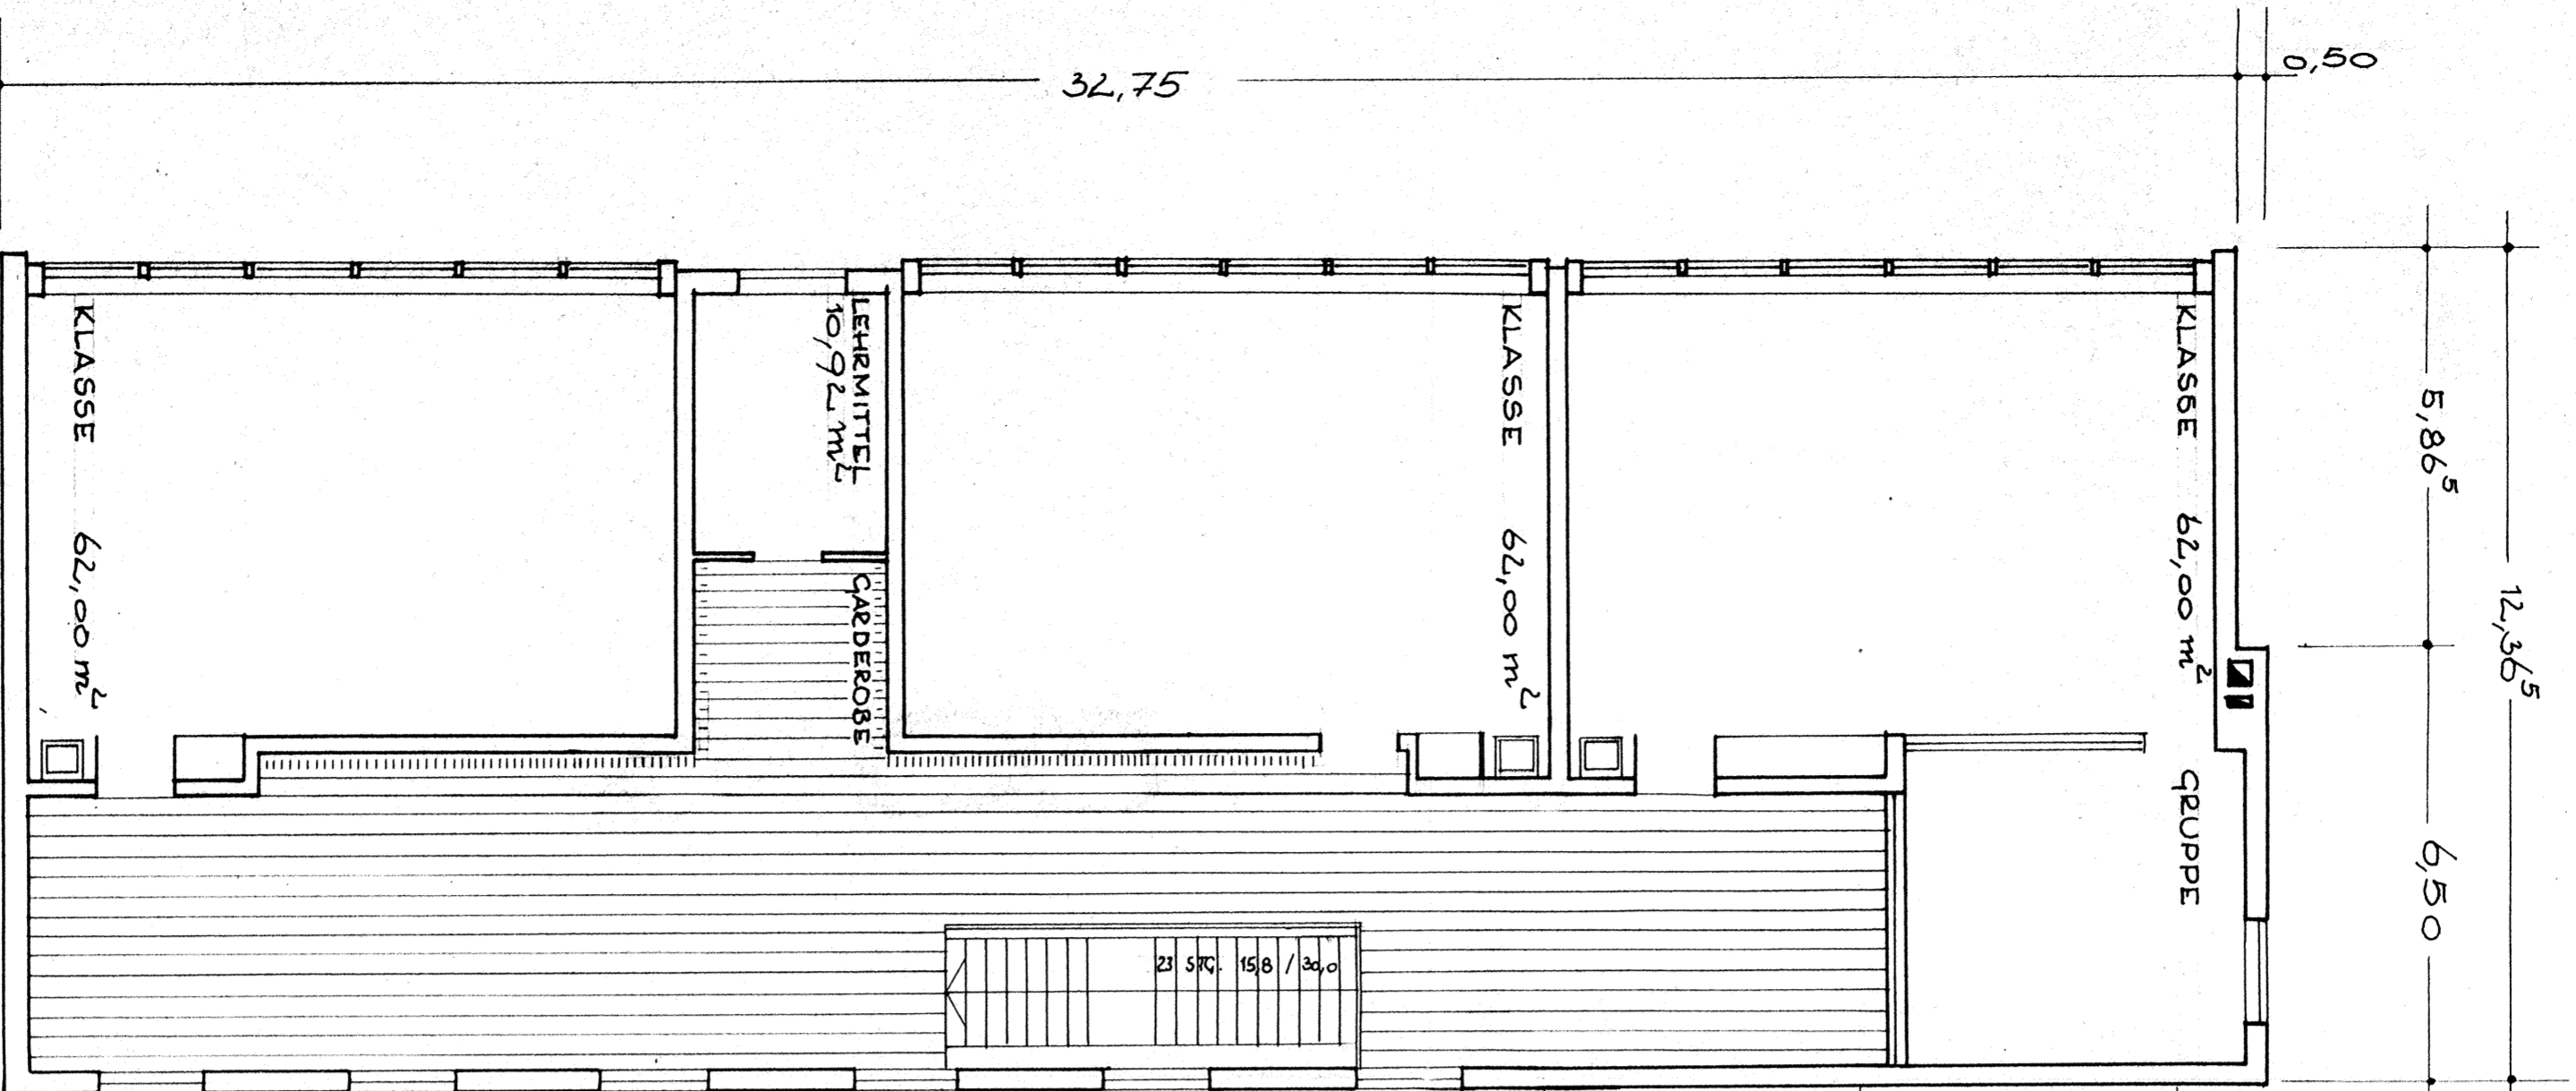 32,75
0,50
KLASSE 62,00 m²
LEHRMITTEL
10,92 m²
GARDEROBE
KLASSE 62,00 m²
KLASSE 62,00 m²
GRUPPE
5,86⁵
6,50
12,36⁵
23 STG. 15,8 / 30,0